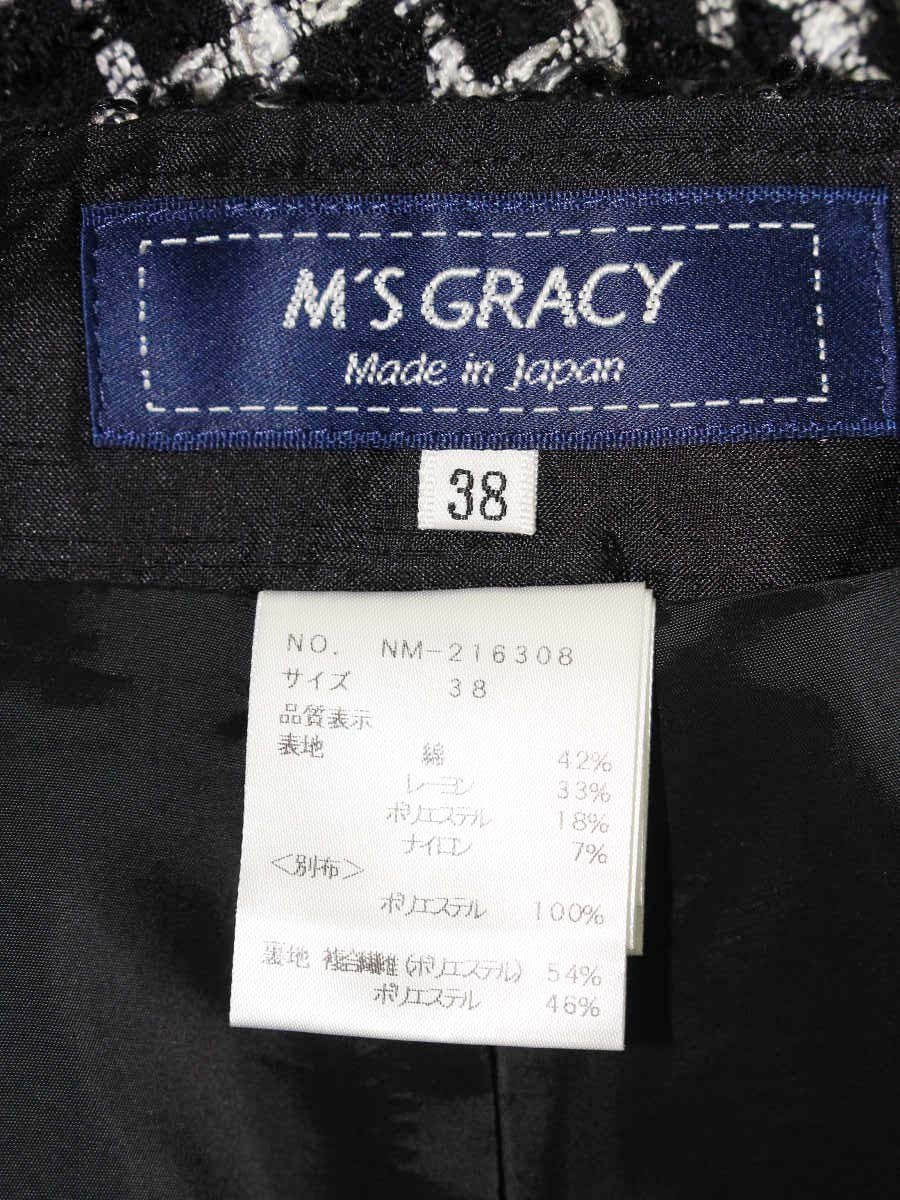 M'S GRACY
Made in Japan
38
NO. NM-216308
サイズ 38
品質表示
表地 綿 42%
レーヨン 33%
ポリエステル 18%
ナイロン 7%
<別布>
ポリエステル 100%
裏地 複合繊維(ポリエステル) 54%
ポリエステル 46%